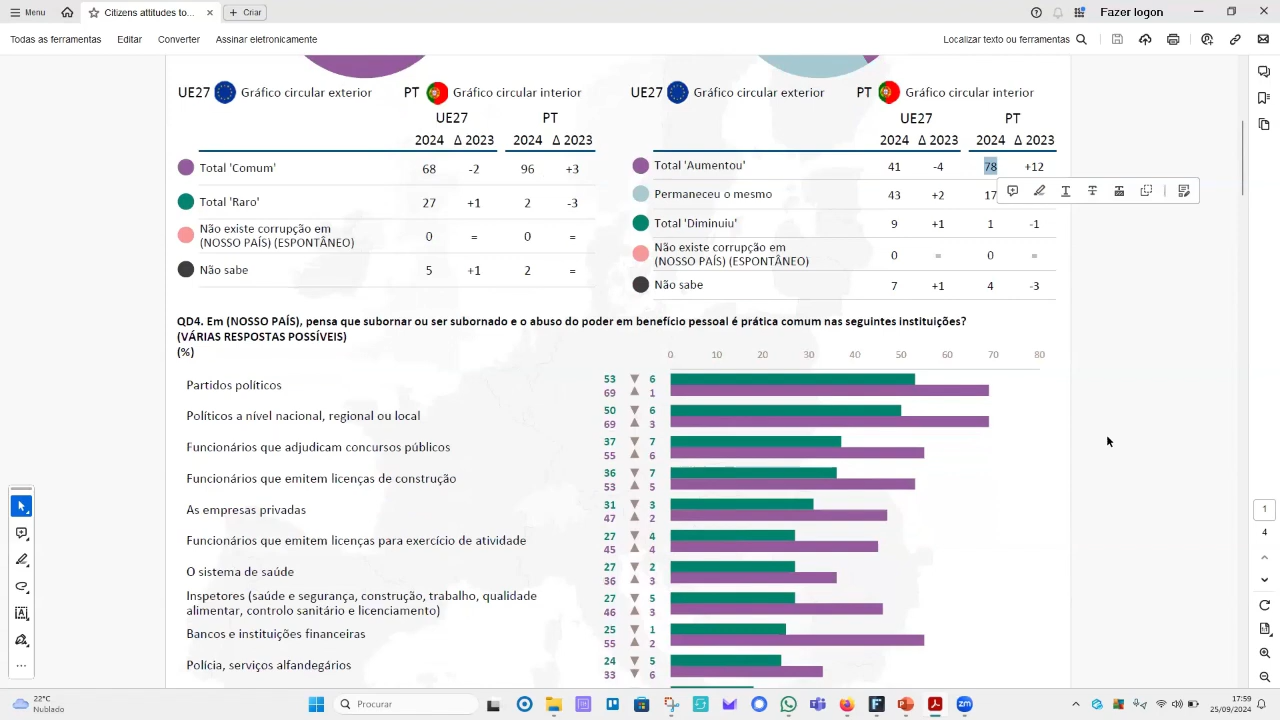 Menu
Citizens attitudes to...
Criar
Fazer logon
Todas as ferramentas Editar Converter Assinar eletronicamente
Localizar texto ou ferramentas
UE27 Gráfico circular exterior PT Gráfico circular interior
UE27 PT
2024 Δ 2023 2024 Δ 2023
Total 'Comum' 68 -2 96 +3
Total 'Raro' 27 +1 2 -3
Não existe corrupção em
(NOSSO PAÍS) (ESPONTÂNEO) 0 = 0 =
Não sabe 5 +1 2 =
UE27 Gráfico circular exterior PT Gráfico circular interior
UE27 PT
2024 Δ 2023 2024 Δ 2023
Total 'Aumentou' 41 -4 78 +12
Permaneceu o mesmo 43 +2 17
Total 'Diminuiu' 9 +1 1 -1
Não existe corrupção em
(NOSSO PAÍS) (ESPONTÂNEO) 0 = 0 =
Não sabe 7 +1 4 -3
QD4. Em (NOSSO PAÍS), pensa que subornar ou ser subornado e o abuso do poder em benefício pessoal é prática comum nas seguintes instituições?
(VÁRIAS RESPOSTAS POSSÍVEIS)
(%)
0 10 20 30 40 50 60 70 80
Partidos políticos
53 ▼ 6
69 ▲ 1
Políticos a nível nacional, regional ou local
50 ▼ 6
69 ▲ 3
Funcionários que adjudicam concursos públicos
37 ▼ 7
55 ▲ 6
Funcionários que emitem licenças de construção
36 ▼ 7
53 ▲ 5
As empresas privadas
31 ▼ 3
47 ▲ 2
Funcionários que emitem licenças para exercício de atividade
27 ▼ 4
45 ▲ 4
O sistema de saúde
27 ▼ 2
36 ▲ 3
Inspetores (saúde e segurança, construção, trabalho, qualidade
alimentar, controlo sanitário e licenciamento)
27 ▼ 5
46 ▲ 3
Bancos e instituições financeiras
25 ▼ 1
55 ▲ 2
Polícia, serviços alfandegários
24 ▼ 5
33 ▼ 6
1
4
22°C
Nublado
Procurar
17:59
25/09/2024